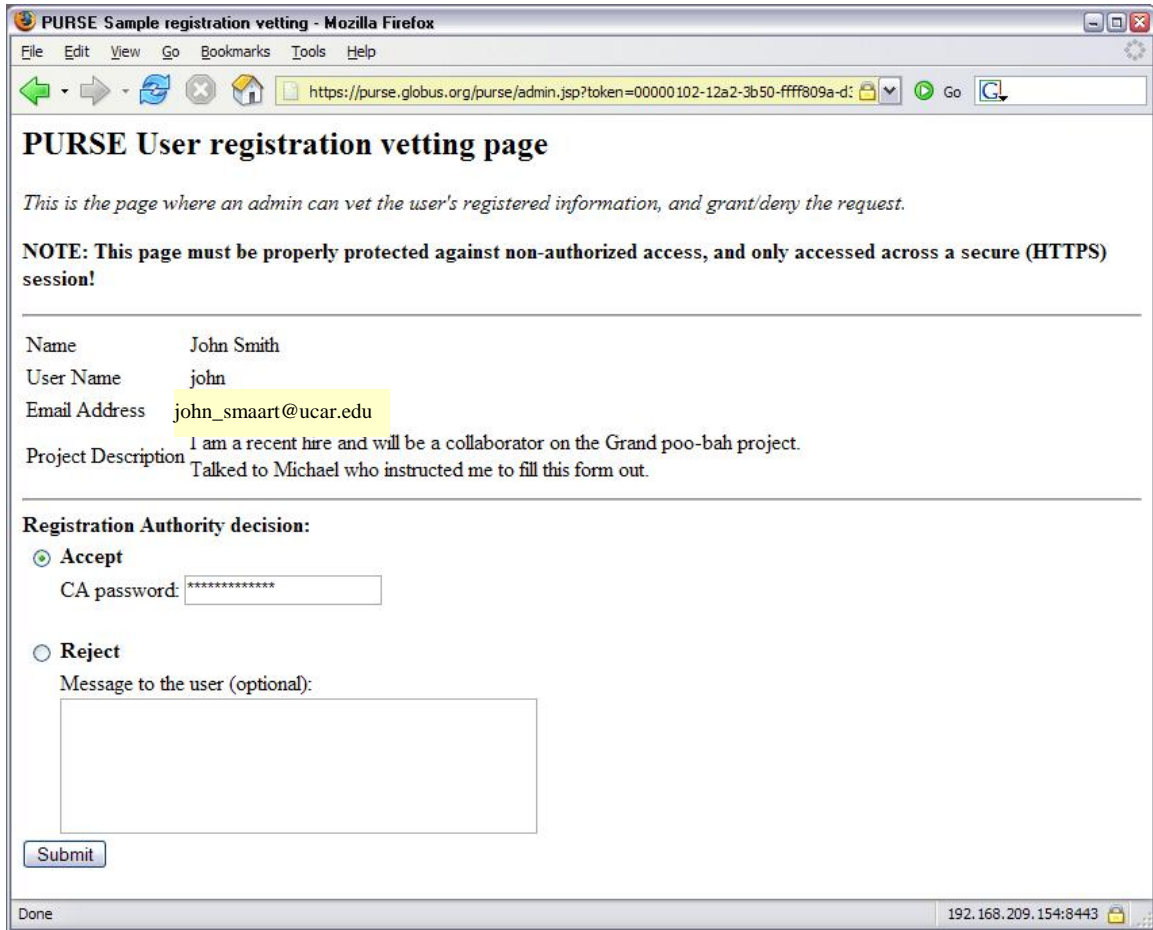 PURSE Sample registration vetting - Mozilla Firefox
File Edit View Go Bookmarks Tools Help
https://purse.globus.org/purse/admin.jsp?token=00000102-12a2-3b50-ffff809a-d3 Go G
PURSE User registration vetting page
This is the page where an admin can vet the user's registered information, and grant/deny the request.
NOTE: This page must be properly protected against non-authorized access, and only accessed across a secure (HTTPS)
session!
Name John Smith
User Name john
Email Address john_smaart@ucar.edu
Project Description I am a recent hire and will be a collaborator on the Grand poo-bah project.
Talked to Michael who instructed me to fill this form out.
Registration Authority decision:
Accept
CA password: *************
Reject
Message to the user (optional):
Submit
Done 192.168.209.154:8443